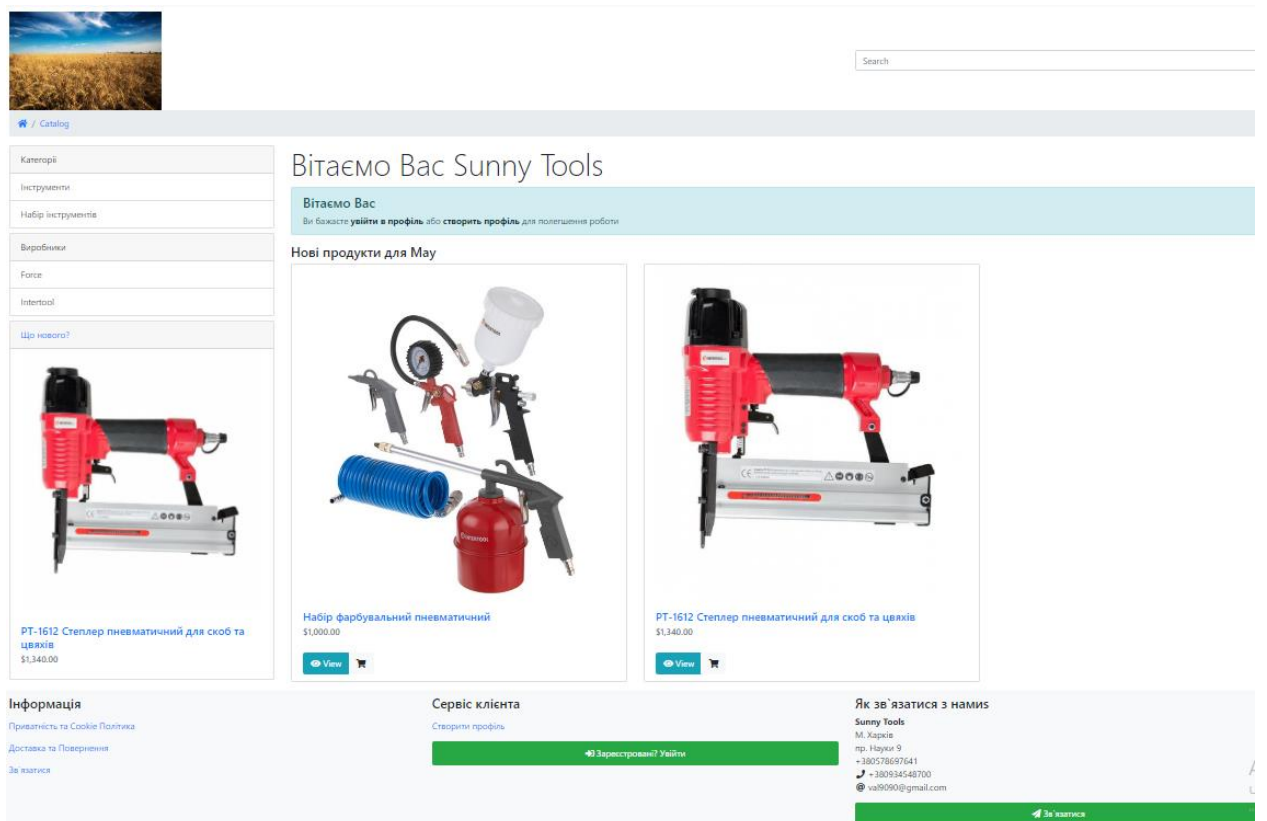 Search
/ Catalog
Категорії
Інструменти
Набір інструментів
Виробники
Force
Intertool
Що нового?
PT-1612 Степлер пневматичний для скоб та
цвяхів
$1,340.00
Вітаємо Вас Sunny Tools
Вітаємо Вас
Ви бажаєте увійти в профіль або створить профіль для полегшення роботи
Нові продукти для May
Набір фарбувальний пневматичний
$1,000.00
View
PT-1612 Степлер пневматичний для скоб та цвяхів
$1,340.00
View
Інформація
Приватність та Cookie Політика
Доставка та Повернення
Зв`язатися
Сервіс клієнта
Створити профіль
Зареєстровані? Увійти
Як зв`язатися з намиs
Sunny Tools
М. Харків
пр. Науки 9
+380578697641
+380934548700
val9090@gmail.com
Зв`язатися